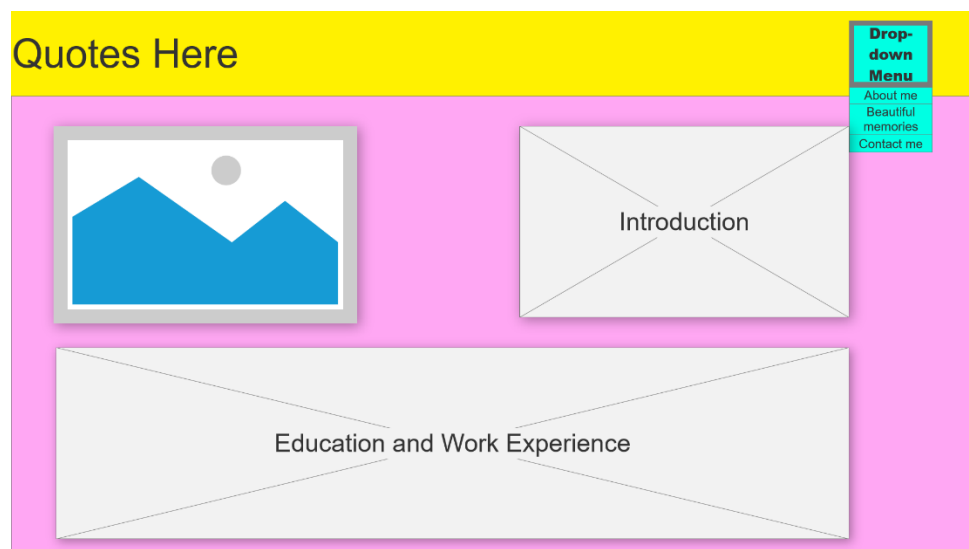 Quotes Here
Drop-
down
Menu
About me
Beautiful
memories
Contact me
Introduction
Education and Work Experience